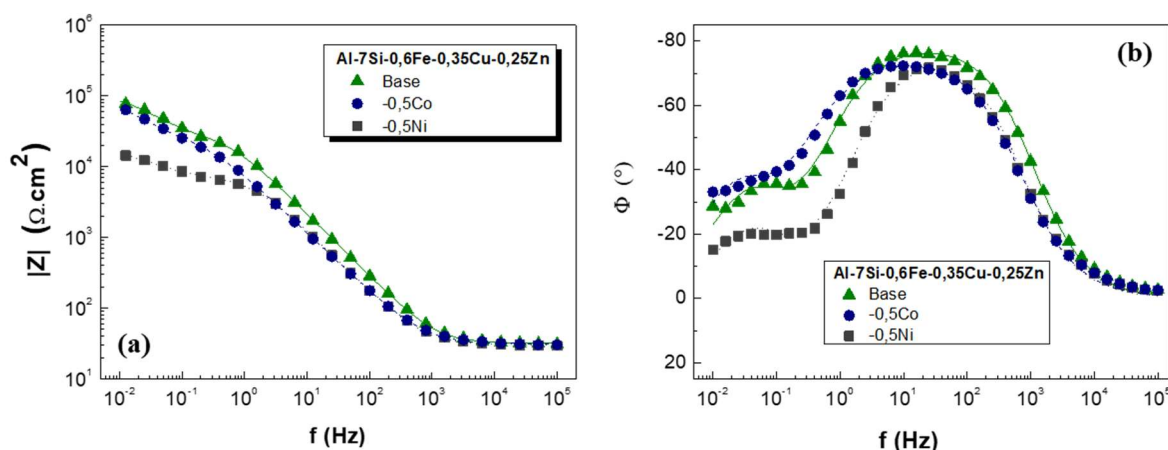 10^6
10^5
10^4
10^3
10^2
10^1
|Z| (Ω.cm^2)
Al-7Si-0,6Fe-0,35Cu-0,25Zn
Base
-0,5Co
-0,5Ni
(a)
10^-2 10^-1 10^0 10^1 10^2 10^3 10^4 10^5
f (Hz)
-80
-60
-40
-20
0
20
Φ (°)
(b)
Al-7Si-0,6Fe-0,35Cu-0,25Zn
Base
-0,5Co
-0,5Ni
10^-2 10^-1 10^0 10^1 10^2 10^3 10^4 10^5
f (Hz)